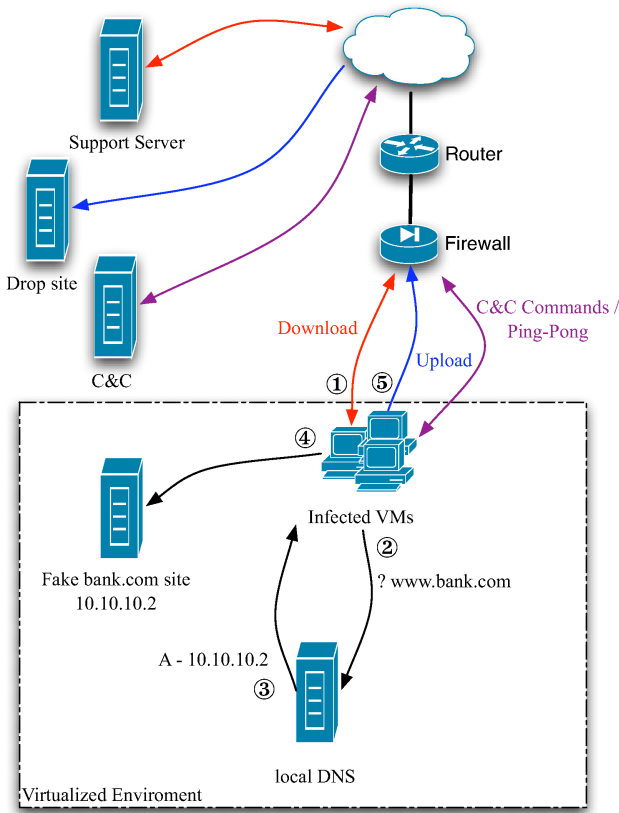 Support Server
Router
Firewall
Drop site
C&C Commands /
Ping-Pong
Download
Upload
C&C
①
⑤
④
Infected VMs
②
Fake bank.com site
10.10.10.2
? www.bank.com
A - 10.10.10.2
③
local DNS
Virtualized Enviroment